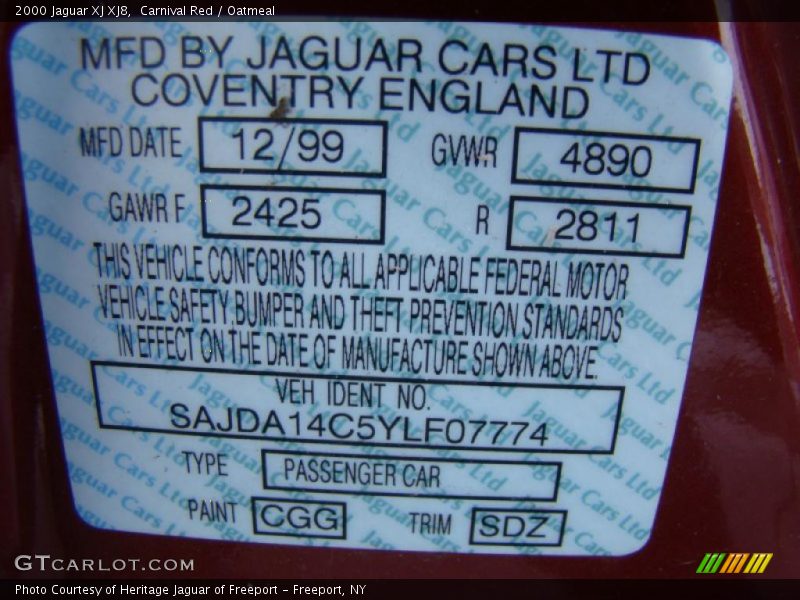 2000 Jaguar XJ XJ8,  Carnival Red / Oatmeal
MFD BY JAGUAR CARS LTD
COVENTRY ENGLAND
MFD DATE 12/99 GVWR 4890
GAWR F 2425 R 2811
THIS VEHICLE CONFORMS TO ALL APPLICABLE FEDERAL MOTOR
VEHICLE SAFETY BUMPER AND THEFT PREVENTION STANDARDS
IN EFFECT ON THE DATE OF MANUFACTURE SHOWN ABOVE.
VEH IDENT NO.
SAJDA14C5YLF07774
TYPE PASSENGER CAR
PAINT CGG TRIM SDZ
GTCARLOT.COM
Photo Courtesy of Heritage Jaguar of Freeport - Freeport, NY